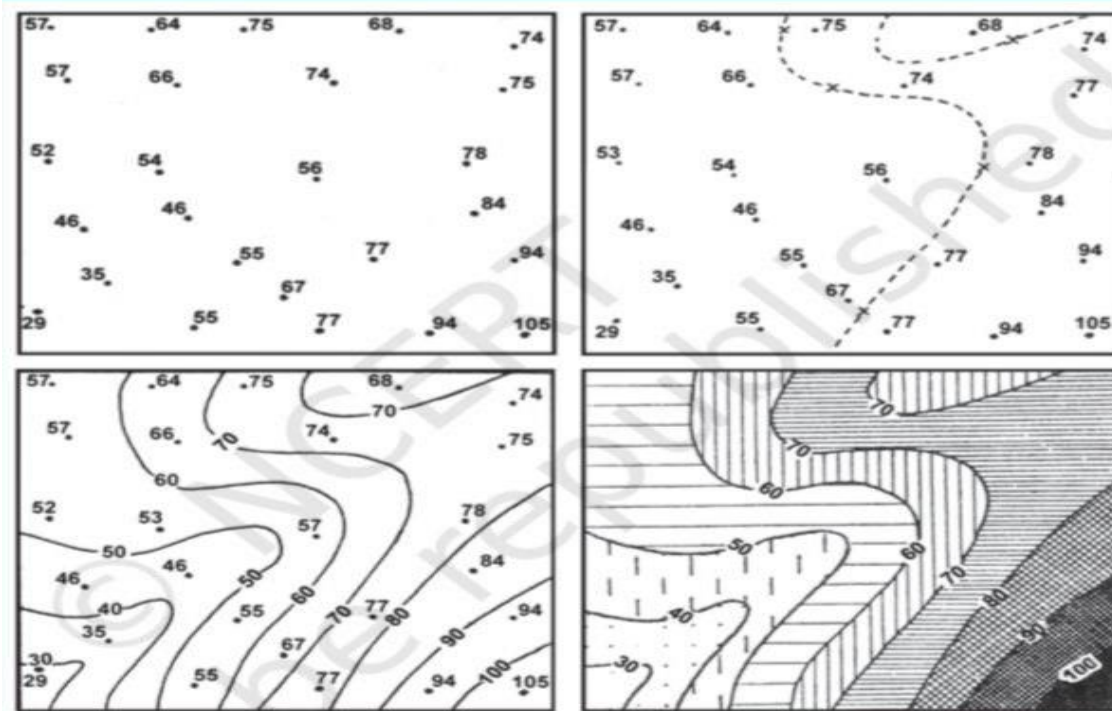 57 64 75 68 74
57 66 74 75
52 54 56 78
46 46 84
35 55 77 94
67
29 55 77 94 105
57 64 75 68 74
57 66 74 77
53 54 56 78
46 46 84
35 55 77 94
67
29 55 77 94 105
57 64 75 68 74
70
57 66 70 74 75
60
52 53 57 78
50
46 46 50 84
40 60 77
35 55 70 80 94
67 90
30 100
29 55 77 94 105
70
70
60
50 60
70
40 80
90
30 100
© NCERT
be republished